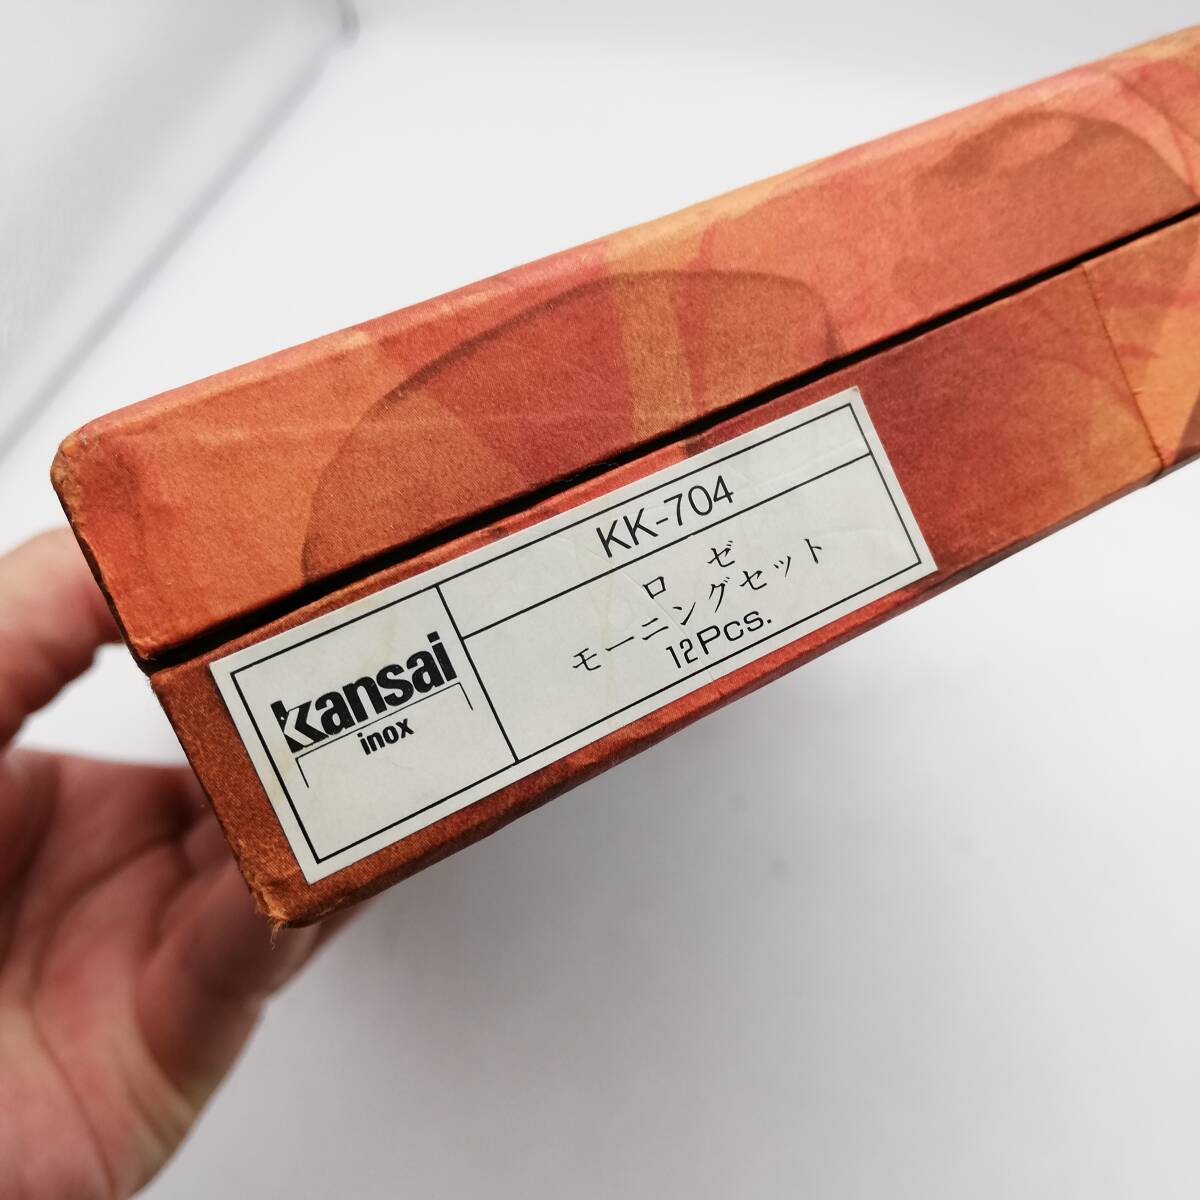 kansai
inox
KK-704
ロゼ
モーニングセット
12Pcs.